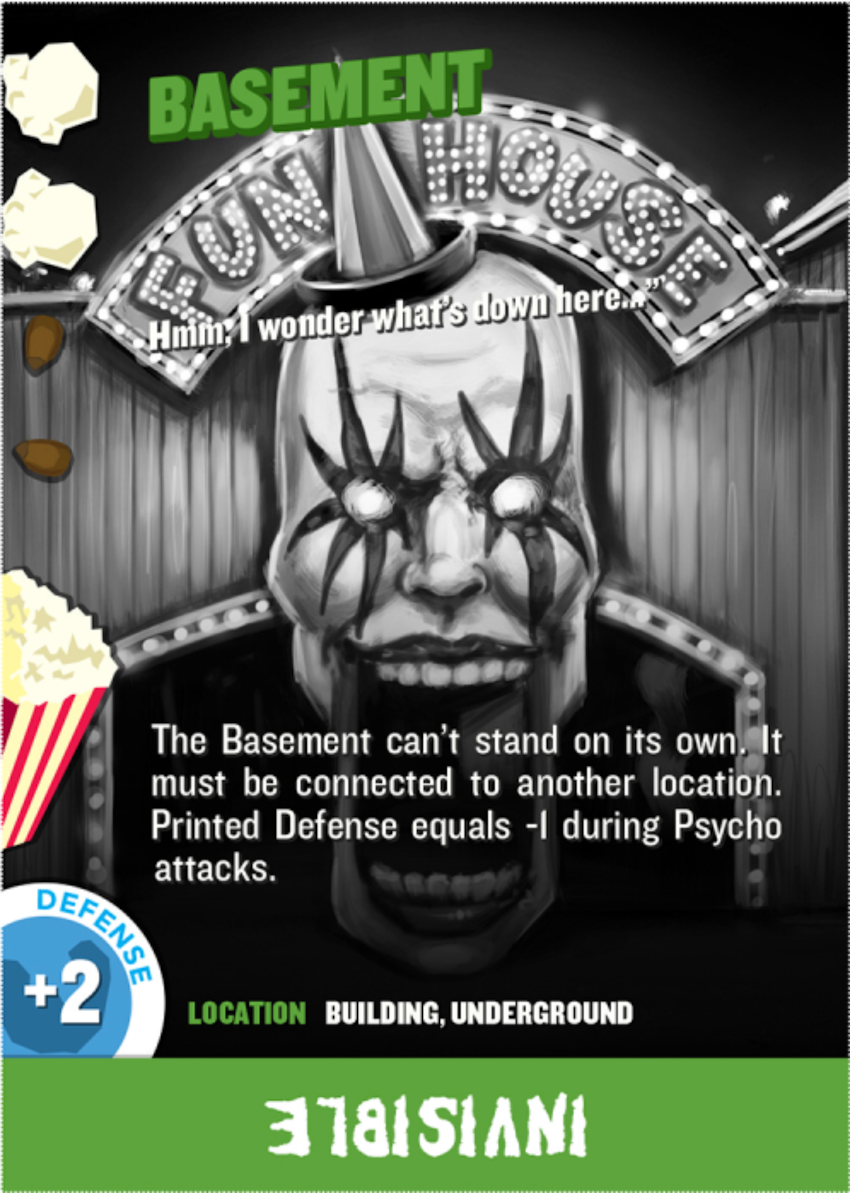 BASEMENT
FUN HOUSE
Hmm, I wonder what's down here..."
The Basement can't stand on its own. It
must be connected to another location.
Printed Defense equals -1 during Psycho
attacks.
DEFENSE
+2
LOCATION BUILDING, UNDERGROUND
INVISIBLE